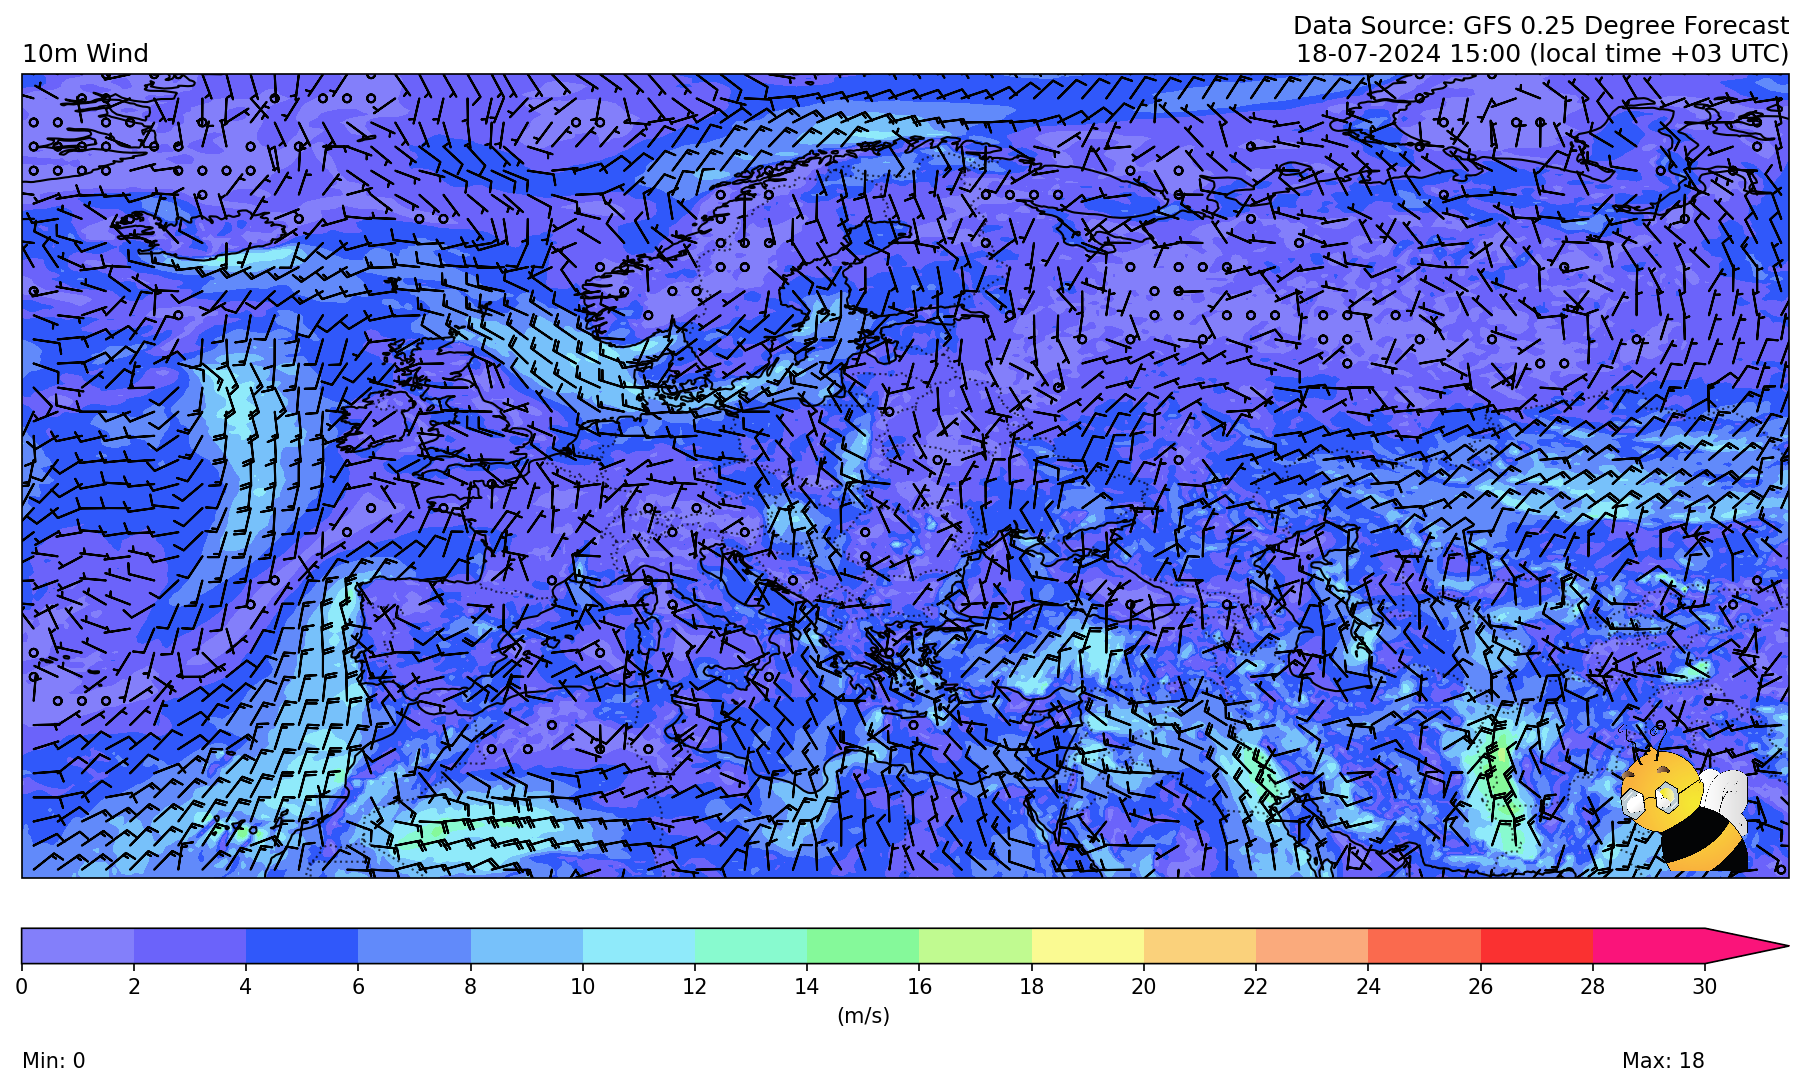 Data Source: GFS 0.25 Degree Forecast
10m Wind
18-07-2024 15:00 (local time +03 UTC)
0 2 4 6 8 10 12 14 16 18 20 22 24 26 28 30
(m/s)
Min: 0
Max: 18